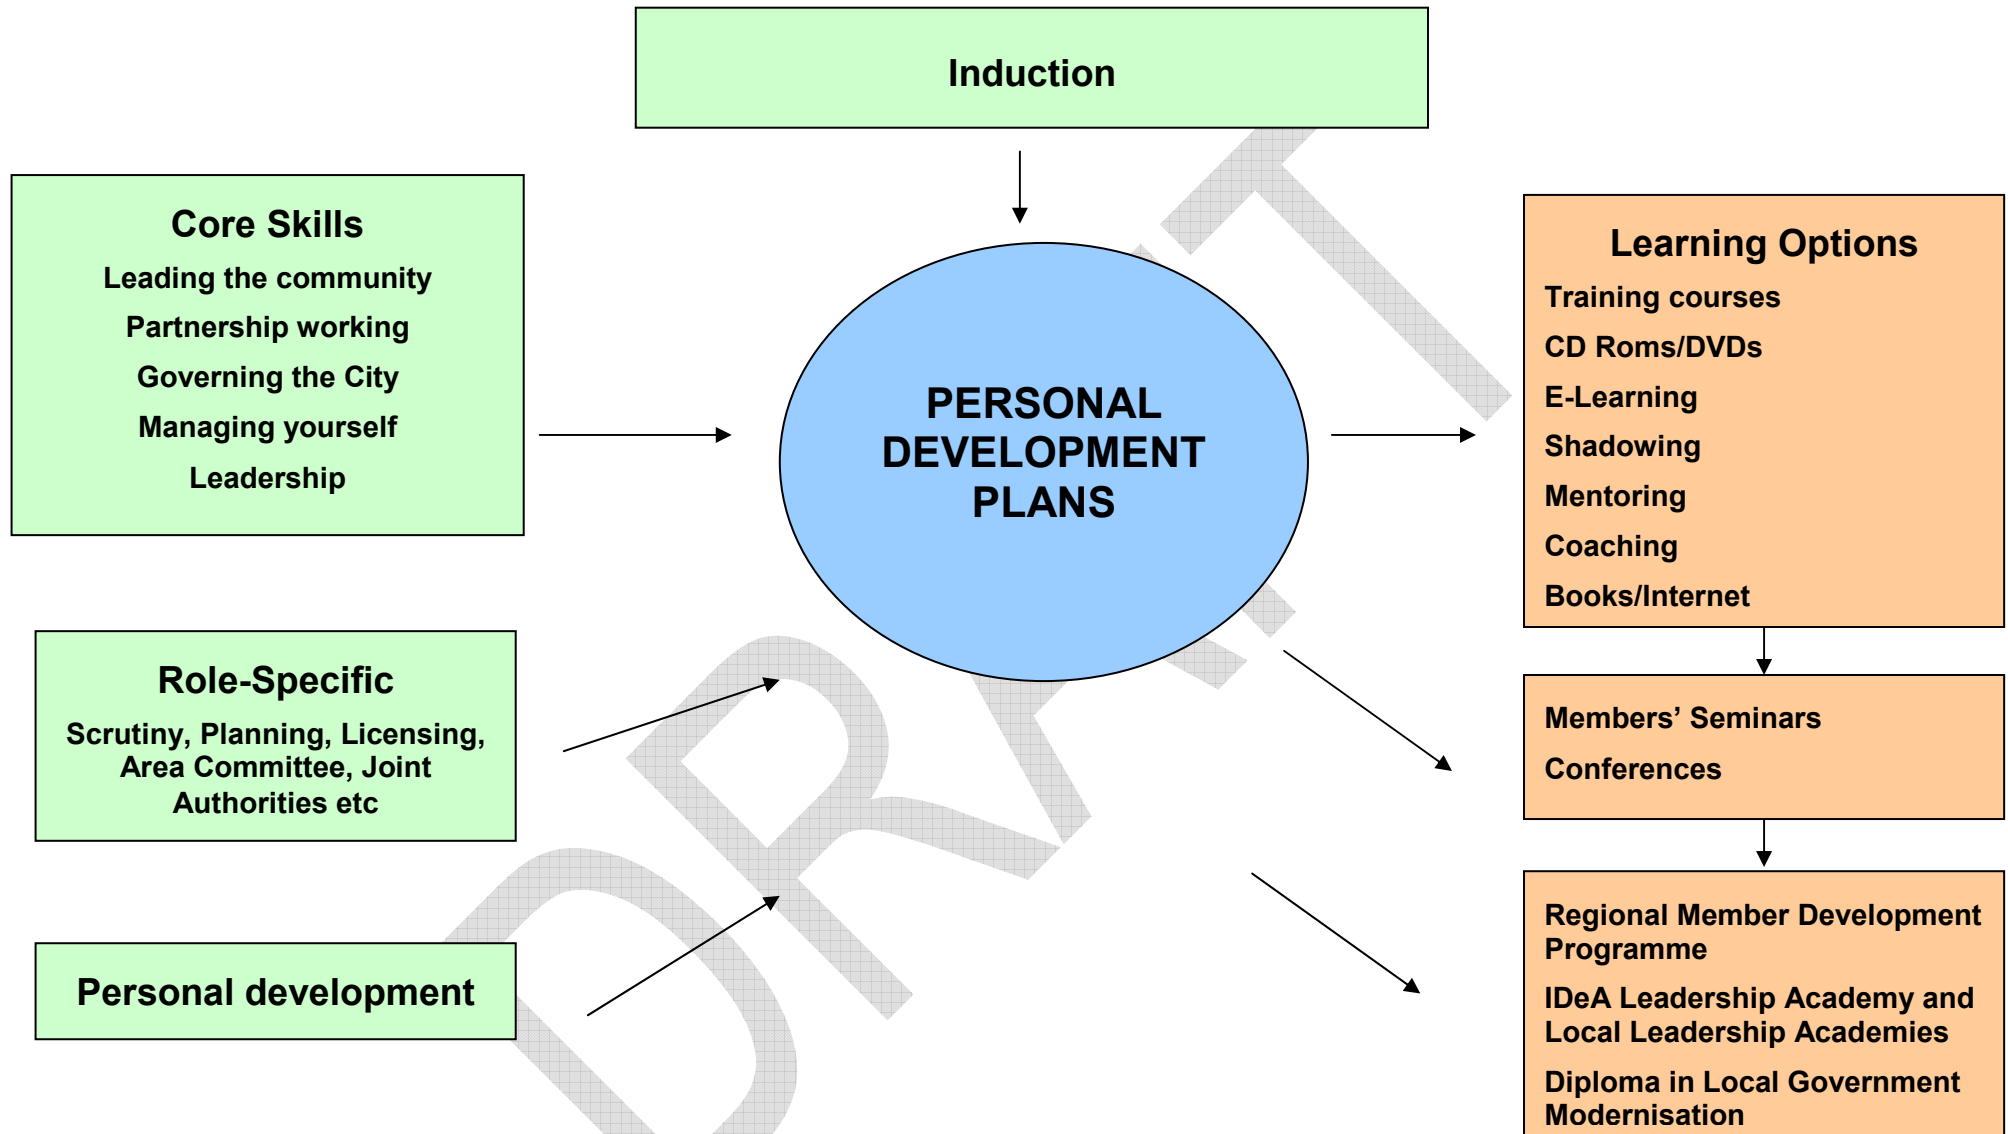 Induction
Core Skills
Leading the community
Partnership working
Governing the City
Managing yourself
Leadership
Role-Specific
Scrutiny, Planning, Licensing,
Area Committee, Joint
Authorities etc
Personal development
PERSONAL
DEVELOPMENT
PLANS
Learning Options
Training courses
CD Roms/DVDs
E-Learning
Shadowing
Mentoring
Coaching
Books/Internet
Members’ Seminars
Conferences
Regional Member Development
Programme
IDeA Leadership Academy and
Local Leadership Academies
Diploma in Local Government
Modernisation
DRAFT